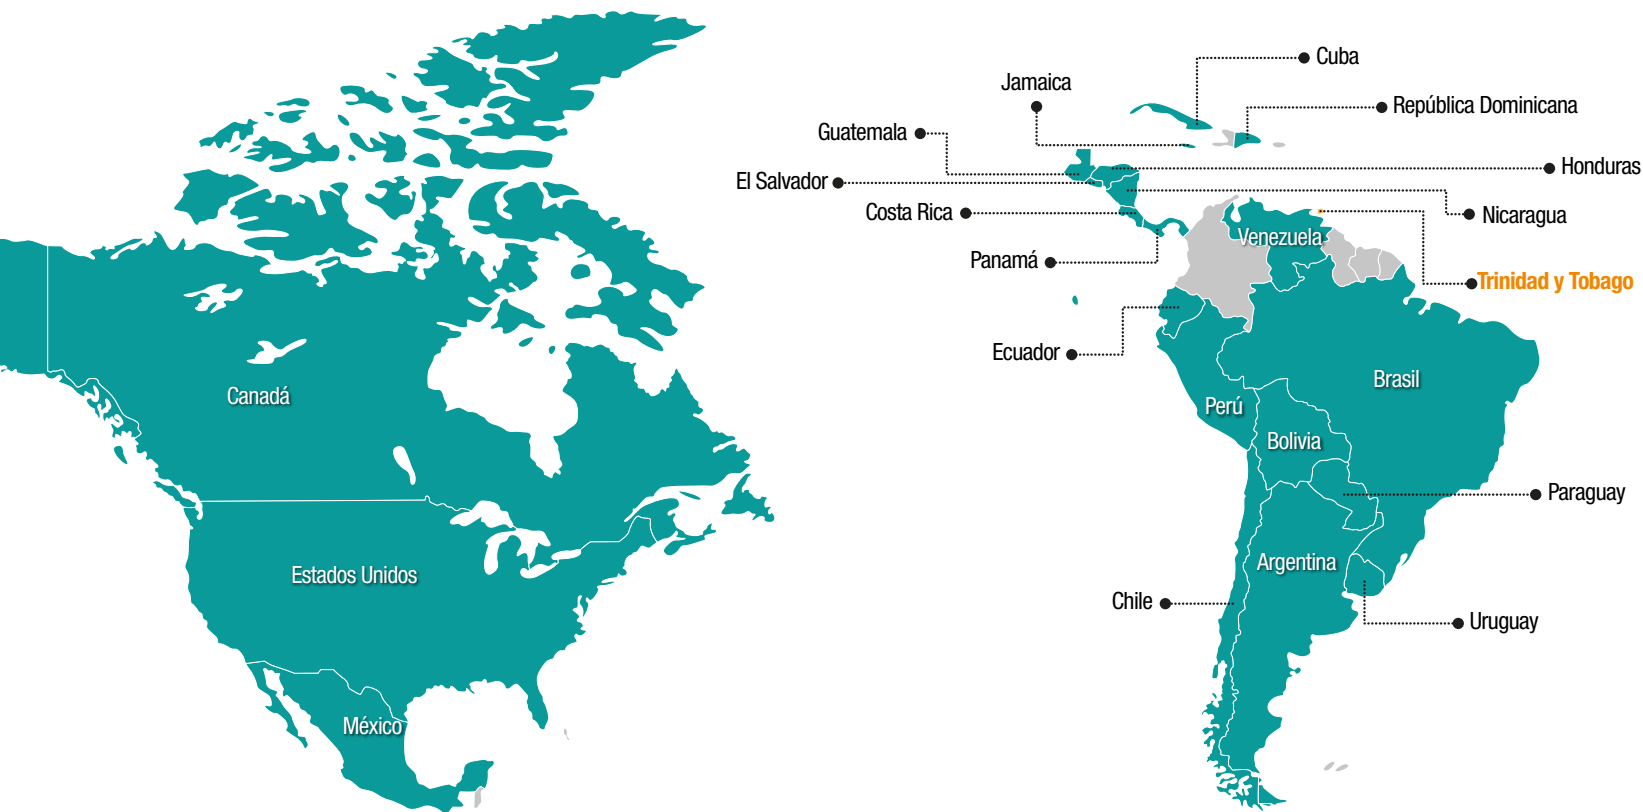 Cuba
Jamaica
República Dominicana
Guatemala
Honduras
El Salvador
Costa Rica
Nicaragua
Venezuela
Panamá
Trinidad y Tobago
Ecuador
Brasil
Canadá
Perú
Bolivia
Paraguay
Argentina
Estados Unidos
Chile
Uruguay
México